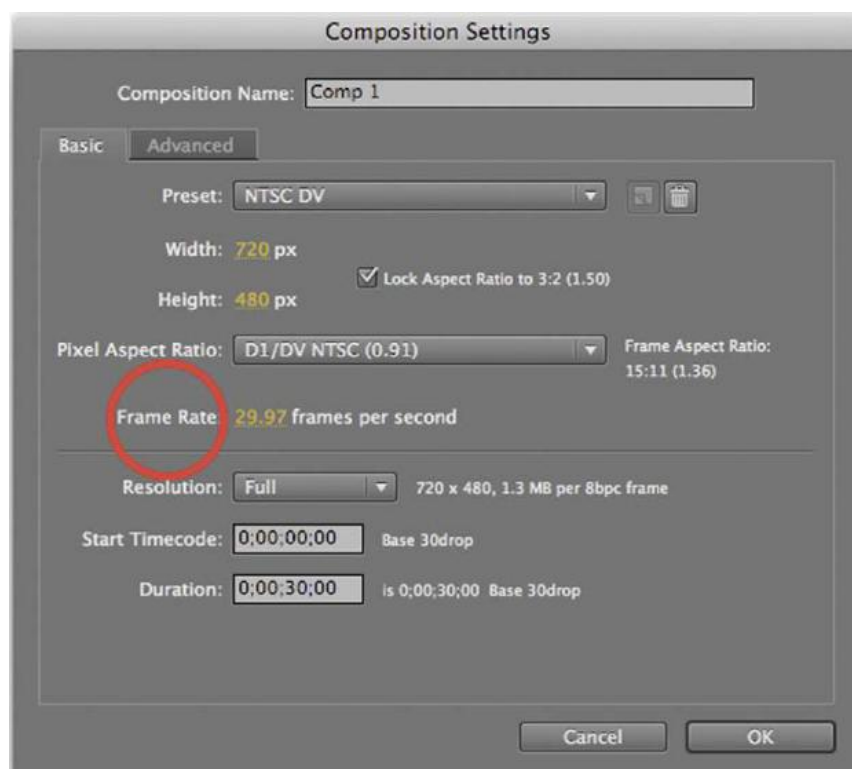 Composition Settings
Composition Name: Comp 1
Basic Advanced
Preset: NTSC DV
Width: 720 px
Lock Aspect Ratio to 3:2 (1.50)
Height: 480 px
Pixel Aspect Ratio: D1/DV NTSC (0.91) Frame Aspect Ratio:
15:11 (1.36)
Frame Rate: 29.97 frames per second
Resolution: Full 720 x 480, 1.3 MB per 8bpc frame
Start Timecode: 0;00;00;00 Base 30drop
Duration: 0;00;30;00 is 0;00;30;00 Base 30drop
Cancel OK